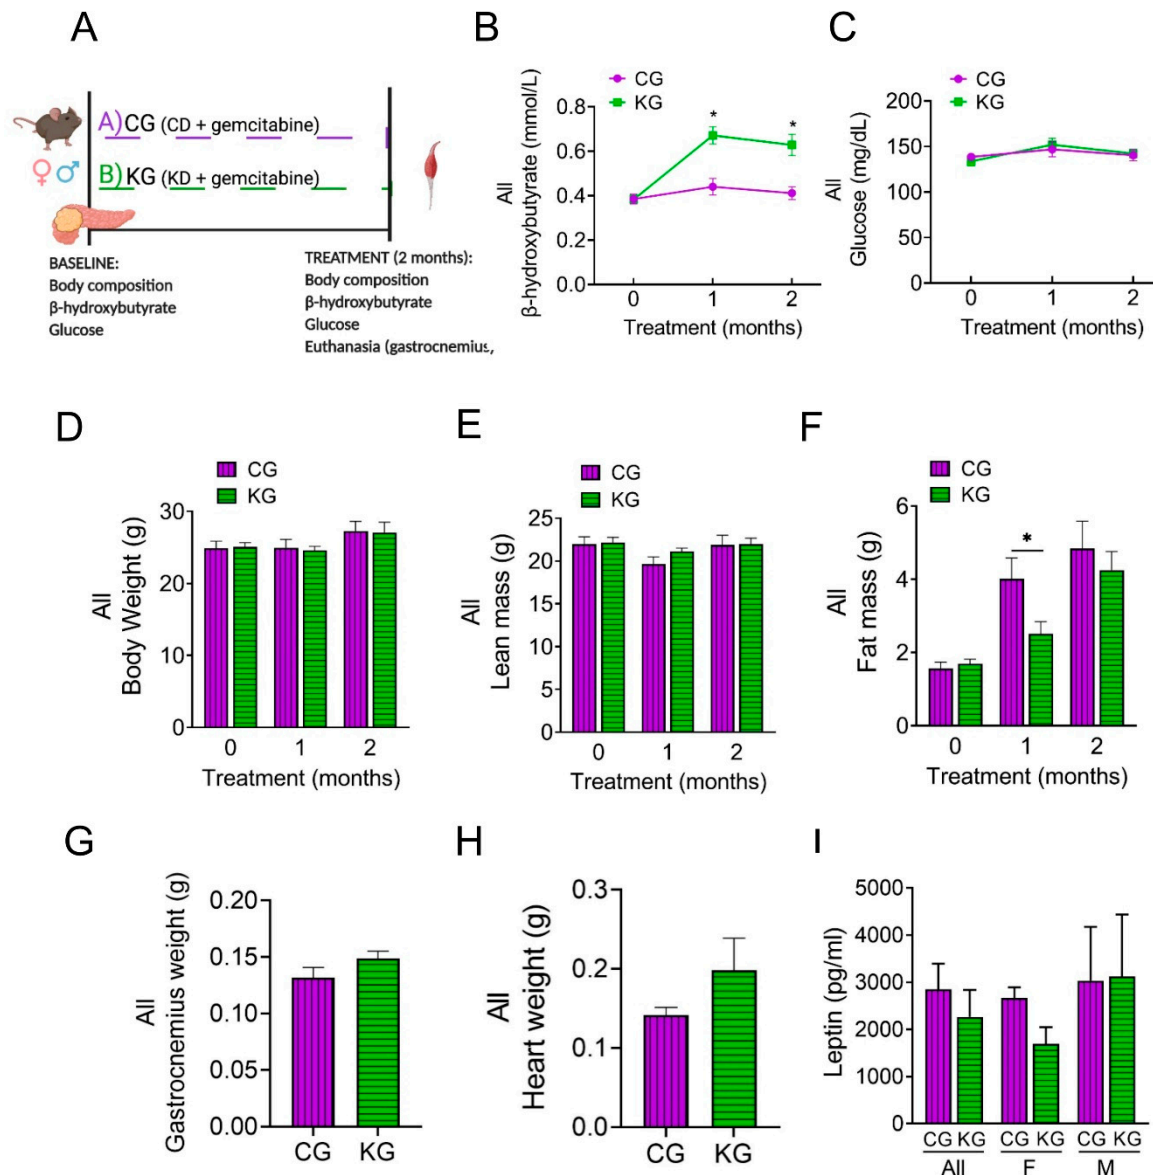 A
A) CG (CD + gemcitabine)
B) KG (KD + gemcitabine)
BASELINE:
Body composition
β-hydroxybutyrate
Glucose
TREATMENT (2 months):
Body composition
β-hydroxybutyrate
Glucose
Euthanasia (gastrocnemius,
B
CG
KG
All
β-hydroxybutyrate (mmol/L)
0.8
0.6
0.4
0.2
0.0
*
*
0 1 2
Treatment (months)
C
CG
KG
All
Glucose (mg/dL)
200
150
100
50
0
0 1 2
Treatment (months)
D
CG
KG
All
Body Weight (g)
30
20
10
0
0 1 2
Treatment (months)
E
CG
KG
All
Lean mass (g)
25
20
15
10
5
0
0 1 2
Treatment (months)
F
CG
KG
All
Fat mass (g)
6
4
2
0
*
0 1 2
Treatment (months)
G
All
Gastrocnemius weight (g)
0.20
0.15
0.10
0.05
0.00
CG KG
H
All
Heart weight (g)
0.3
0.2
0.1
0.0
CG KG
I
Leptin (pg/ml)
5000
4000
3000
2000
1000
0
CG KG CG KG CG KG
All F M